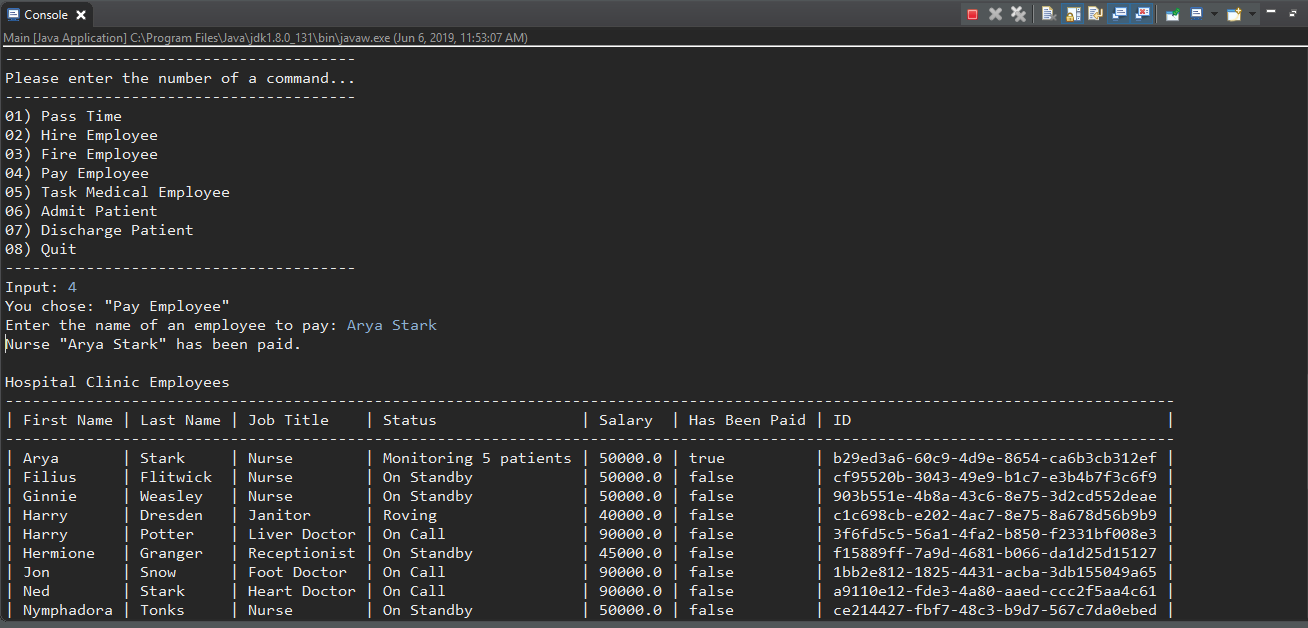 Console
Main [Java Application] C:\Program Files\Java\jdk1.8.0_131\bin\javaw.exe (Jun 6, 2019, 11:53:07 AM)
---------------------------------------
Please enter the number of a command...
---------------------------------------
01) Pass Time
02) Hire Employee
03) Fire Employee
04) Pay Employee
05) Task Medical Employee
06) Admit Patient
07) Discharge Patient
08) Quit
---------------------------------------
Input: 4
You chose: "Pay Employee"
Enter the name of an employee to pay: Arya Stark
Nurse "Arya Stark" has been paid.

Hospital Clinic Employees
----------------------------------------------------------------------------------------------------------------------------------
| First Name | Last Name | Job Title    | Status                | Salary  | Has Been Paid | ID                                   |
----------------------------------------------------------------------------------------------------------------------------------
| Arya       | Stark     | Nurse        | Monitoring 5 patients | 50000.0 | true          | b29ed3a6-60c9-4d9e-8654-ca6b3cb312ef |
| Filius     | Flitwick  | Nurse        | On Standby            | 50000.0 | false         | cf95520b-3043-49e9-b1c7-e3b4b7f3c6f9 |
| Ginnie     | Weasley   | Nurse        | On Standby            | 50000.0 | false         | 903b551e-4b8a-43c6-8e75-3d2cd552deae |
| Harry      | Dresden   | Janitor      | Roving                | 40000.0 | false         | c1c698cb-e202-4ac7-8e75-8a678d56b9b9 |
| Harry      | Potter    | Liver Doctor | On Call               | 90000.0 | false         | 3f6fd5c5-56a1-4fa2-b850-f2331bf008e3 |
| Hermione   | Granger   | Receptionist | On Standby            | 45000.0 | false         | f15889ff-7a9d-4681-b066-da1d25d15127 |
| Jon        | Snow      | Foot Doctor  | On Call               | 90000.0 | false         | 1bb2e812-1825-4431-acba-3db155049a65 |
| Ned        | Stark     | Heart Doctor | On Call               | 90000.0 | false         | a9110e12-fde3-4a80-aaed-ccc2f5aa4c61 |
| Nymphadora | Tonks     | Nurse        | On Standby            | 50000.0 | false         | ce214427-fbf7-48c3-b9d7-567c7da0ebed |